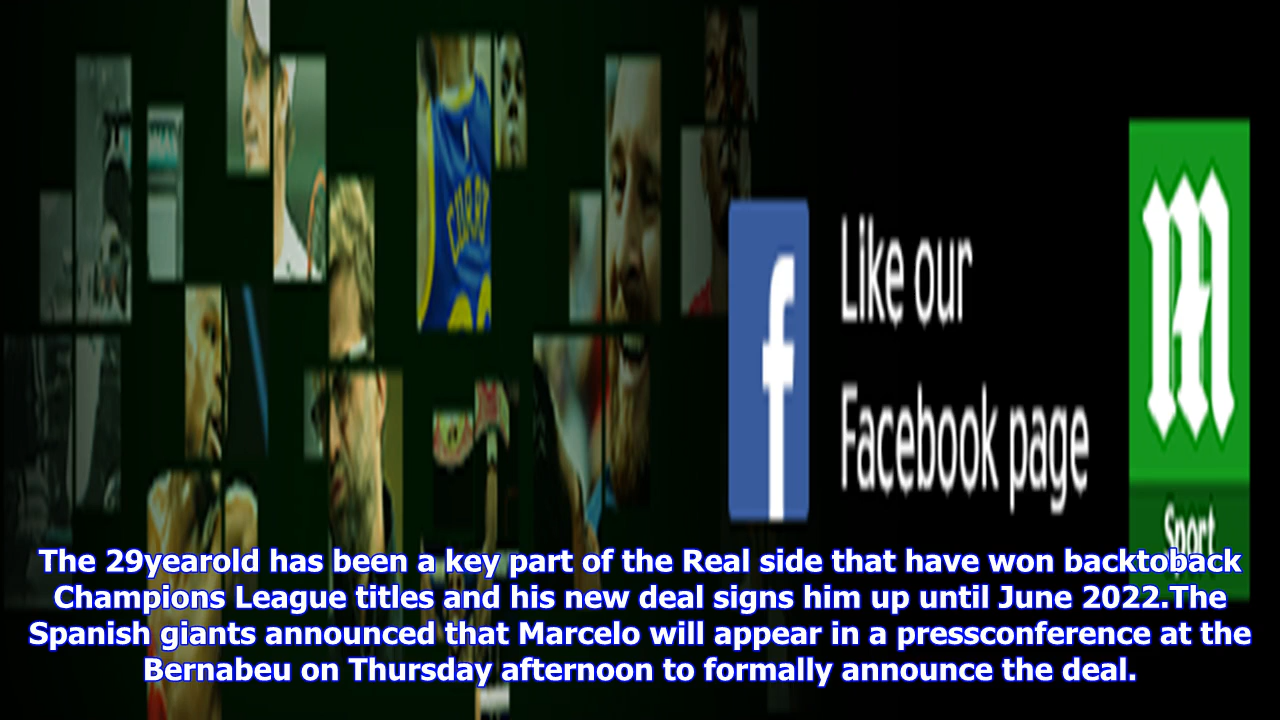 CURRY
Like our
Facebook page
Sport
The 29yearold has been a key part of the Real side that have won backtoback
Champions League titles and his new deal signs him up until June 2022.The
Spanish giants announced that Marcelo will appear in a pressconference at the
Bernabeu on Thursday afternoon to formally announce the deal.